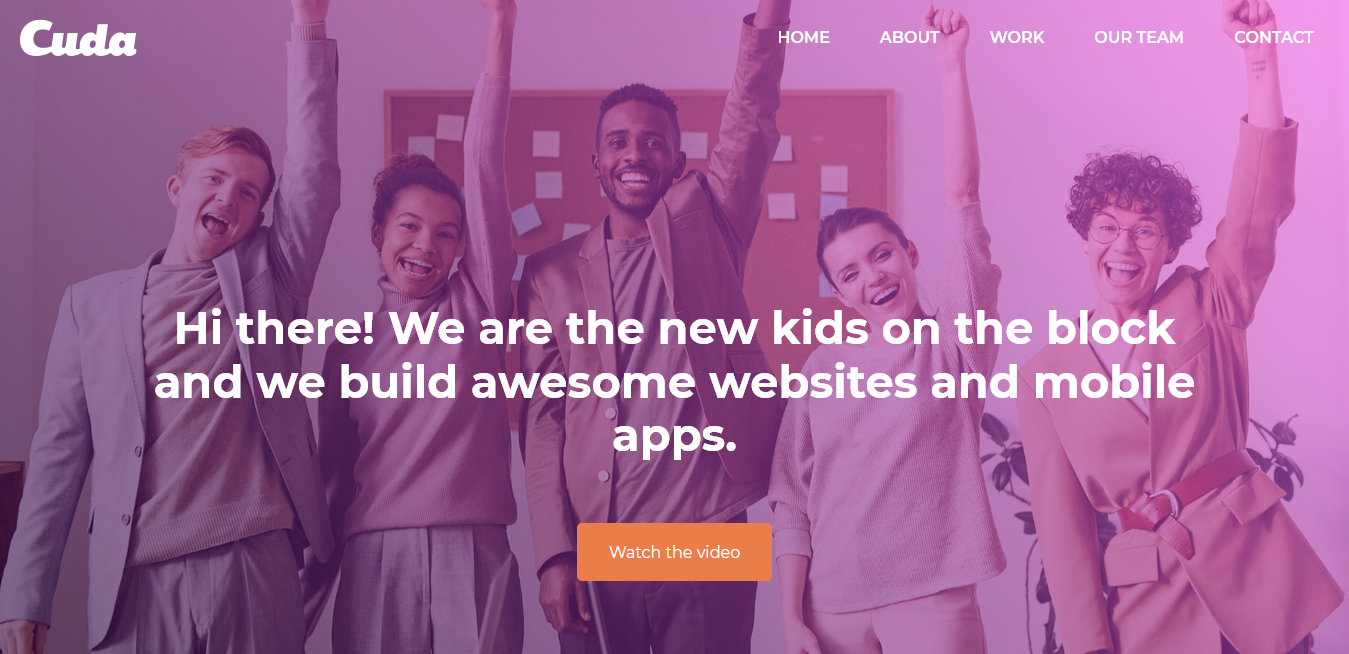 Cuda
HOME ABOUT WORK OUR TEAM CONTACT
Hi there! We are the new kids on the block
and we build awesome websites and mobile
apps.
Watch the video